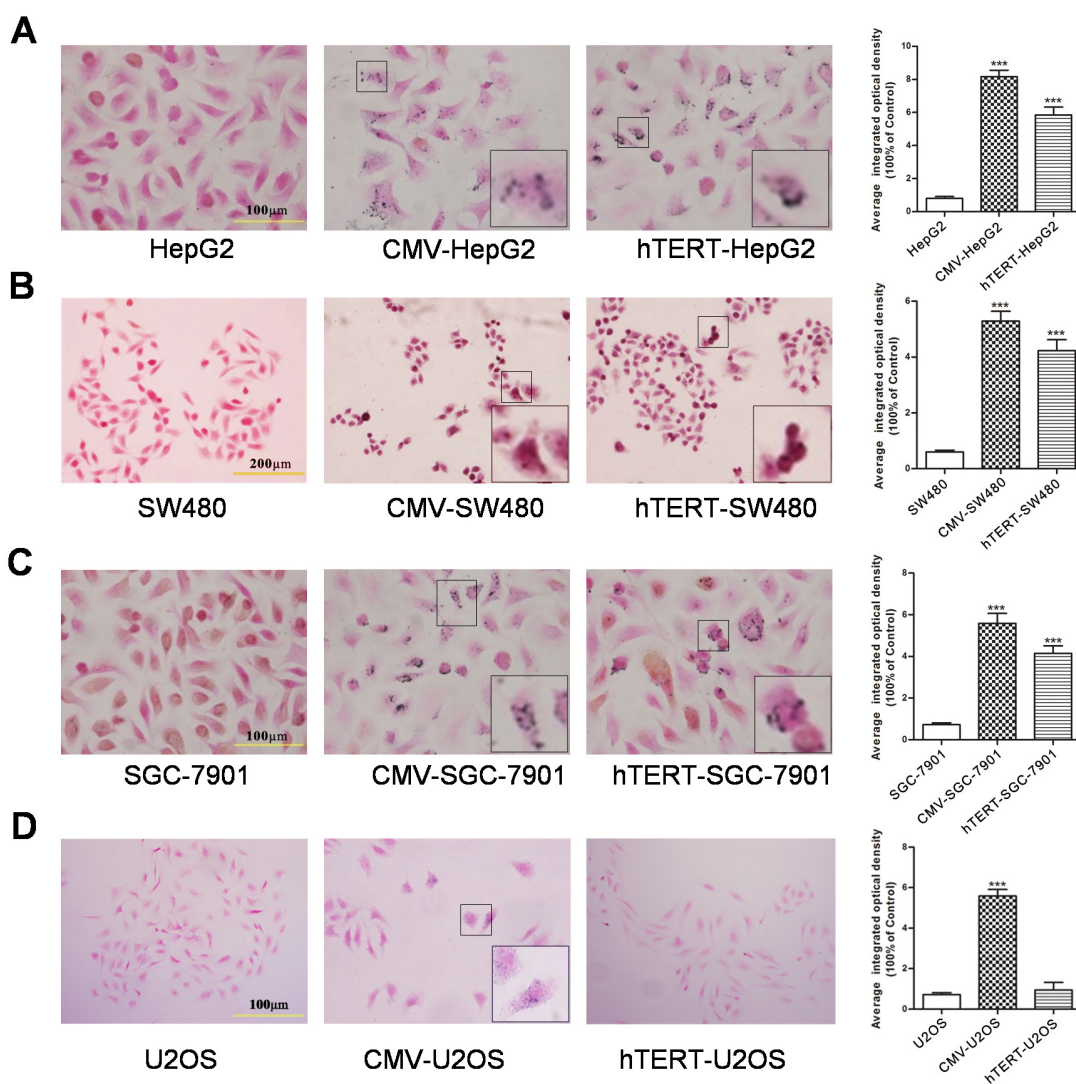 A
100μm
HepG2
CMV-HepG2
hTERT-HepG2
Average integrated optical density
(100% of Control)
10
8
6
4
2
0
***
***
HepG2
CMV-HepG2
hTERT-HepG2
B
200μm
SW480
CMV-SW480
hTERT-SW480
Average integrated optical density
(100% of Control)
6
4
2
0
***
***
SW480
CMV-SW480
hTERT-SW480
C
100μm
SGC-7901
CMV-SGC-7901
hTERT-SGC-7901
Average integrated optical density
(100% of Control)
8
6
4
2
0
***
***
SGC-7901
CMV-SGC-7901
hTERT-SGC-7901
D
100μm
U2OS
CMV-U2OS
hTERT-U2OS
Average integrated optical density
(100% of Control)
8
6
4
2
0
***
U2OS
CMV-U2OS
hTERT-U2OS